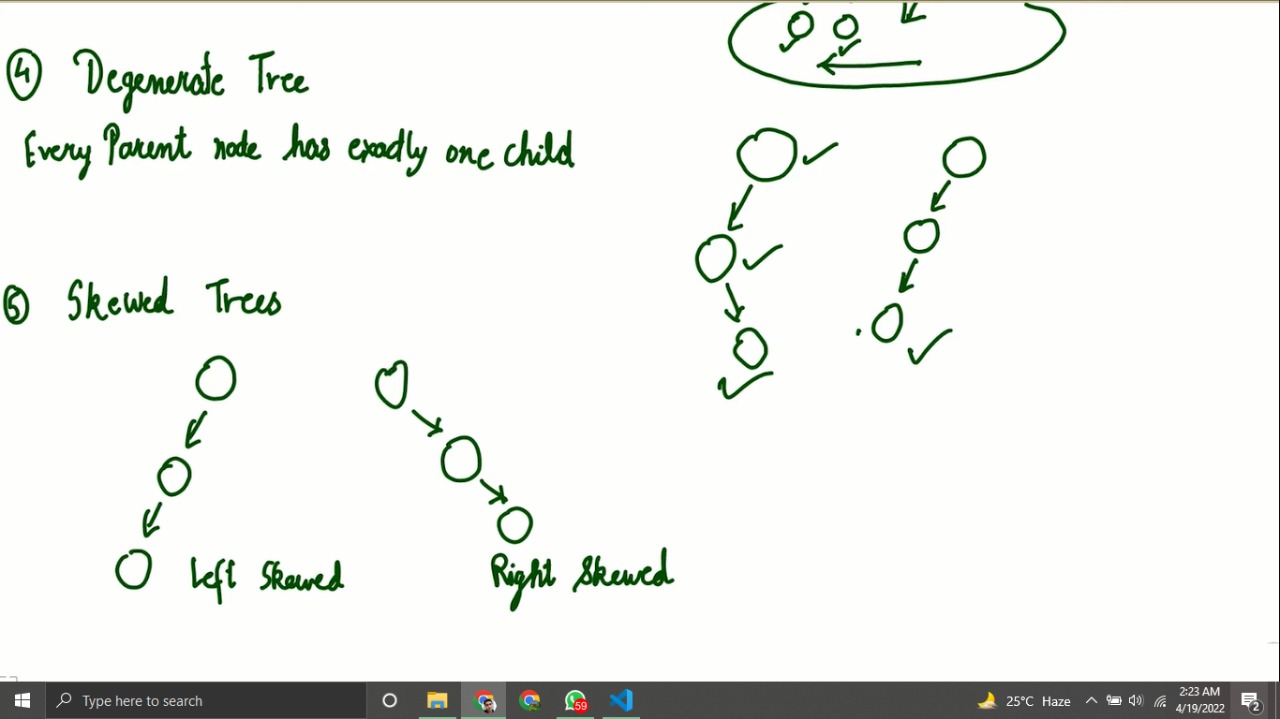 4 Degenerate Tree
Every Parent node has exactly one child
5 Skewed Trees
Left Skewed
Right Skewed
Type here to search
59
25°C Haze
2:23 AM
4/19/2022
2